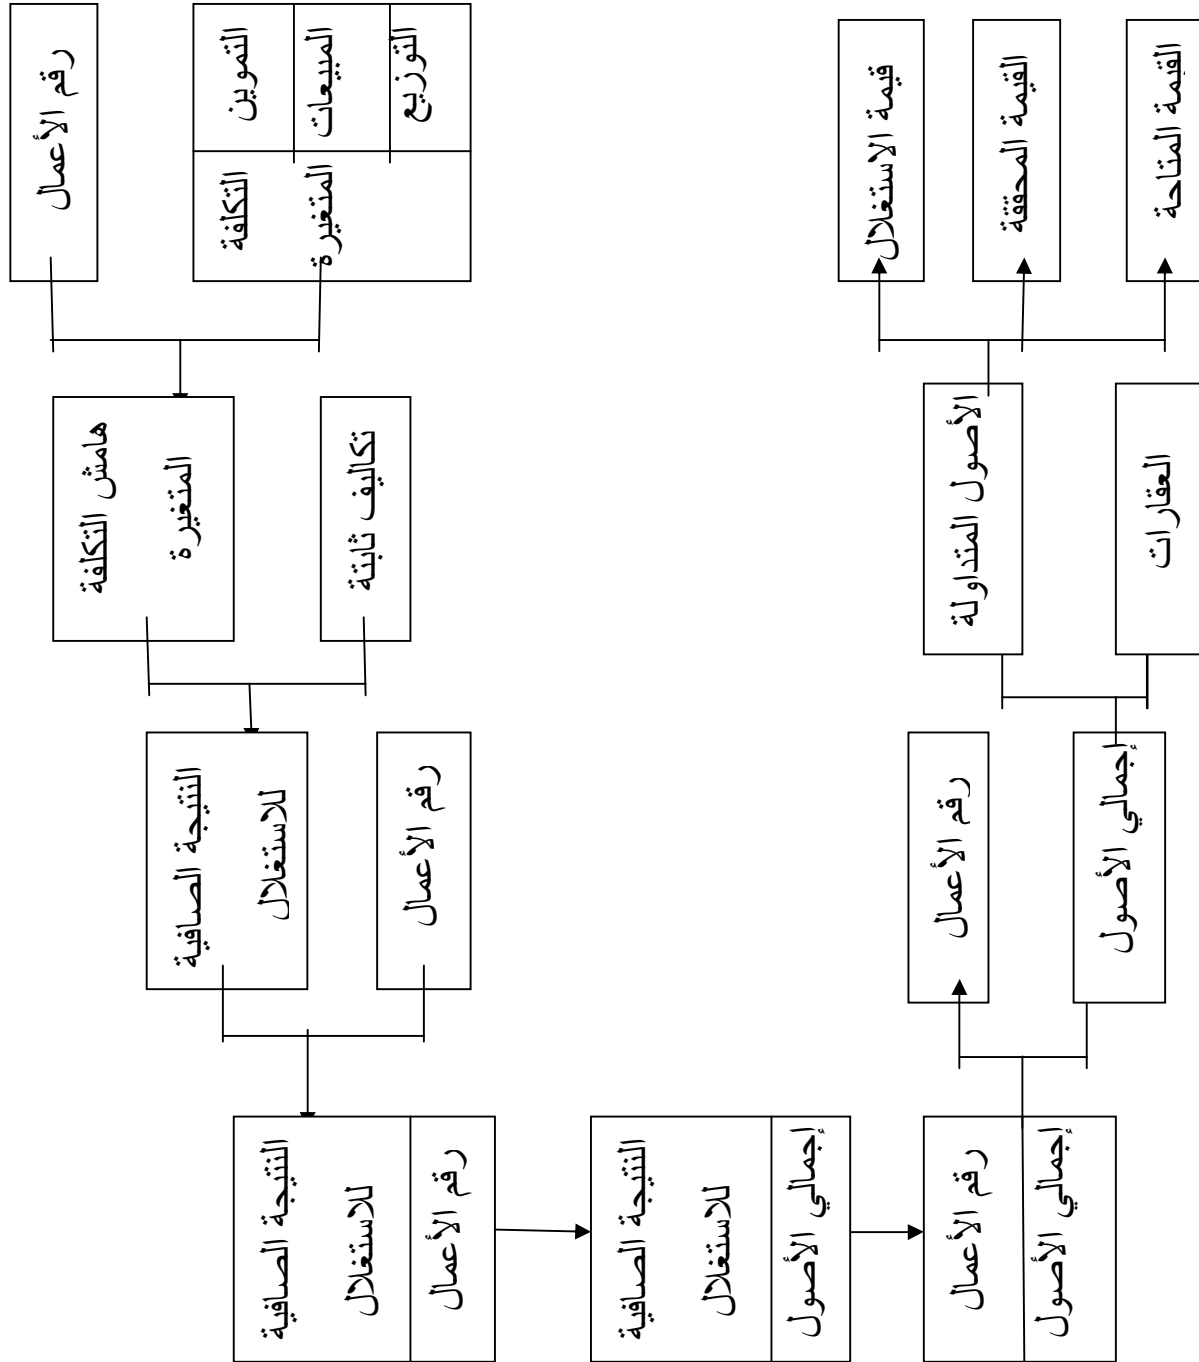 رقم الأعمال
التموين
المبيعات
التوزيع
التكلفة
المتغيرة
هامش التكلفة
المتغيرة
تكاليف ثابتة
النتيجة الصافية
للاستغلال
رقم الأعمال
النتيجة الصافية
للاستغلال
رقم الأعمال
النتيجة الصافية
للاستغلال
إجمالي الأصول
رقم الأعمال
إجمالي الأصول
رقم الأعمال
إجمالي الأصول
الأصول المتداولة
العقارات
قيمة الاستغلال
القيمة المحققة
القيمة المتاحة